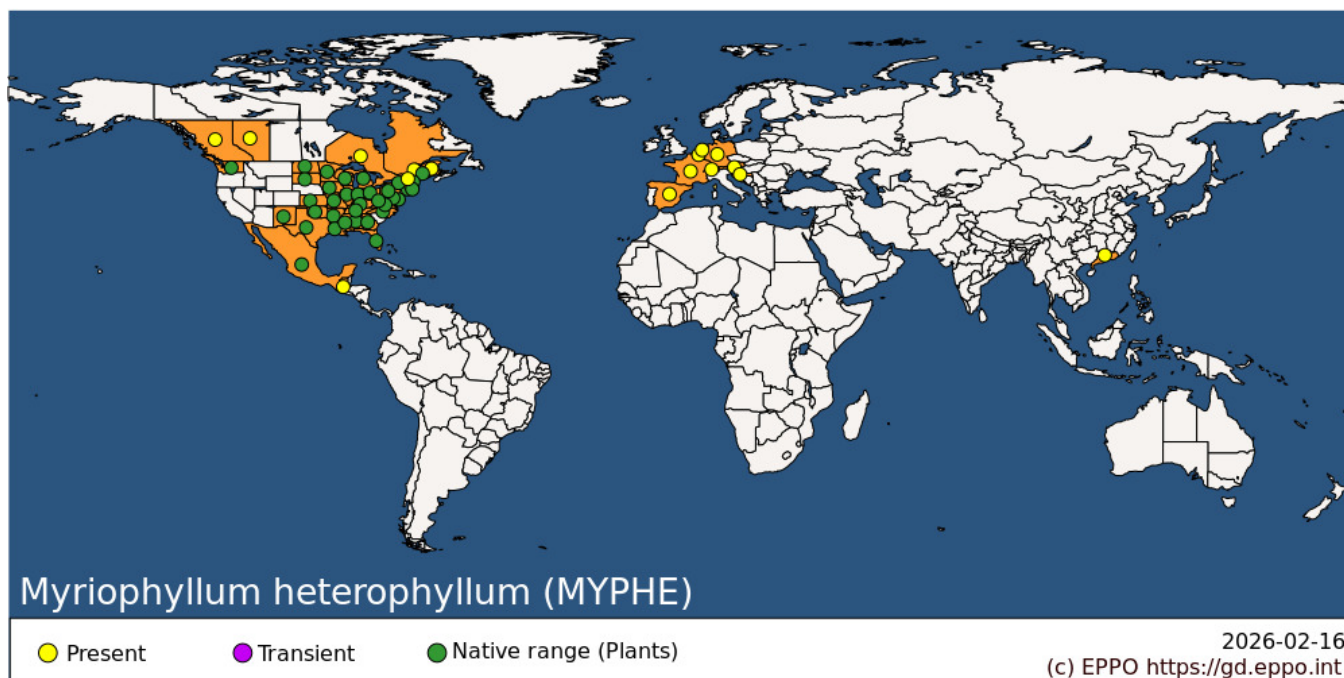 Myriophyllum heterophyllum (MYPHE)
Present
Transient
Native range (Plants)
2026-02-16
(c) EPPO https://gd.eppo.int